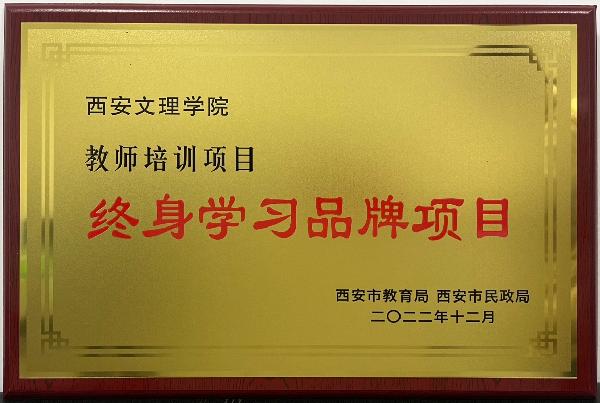 西安文理学院
教师培训项目
终身学习品牌项目
西安市教育局 西安市民政局
二〇二二年十二月